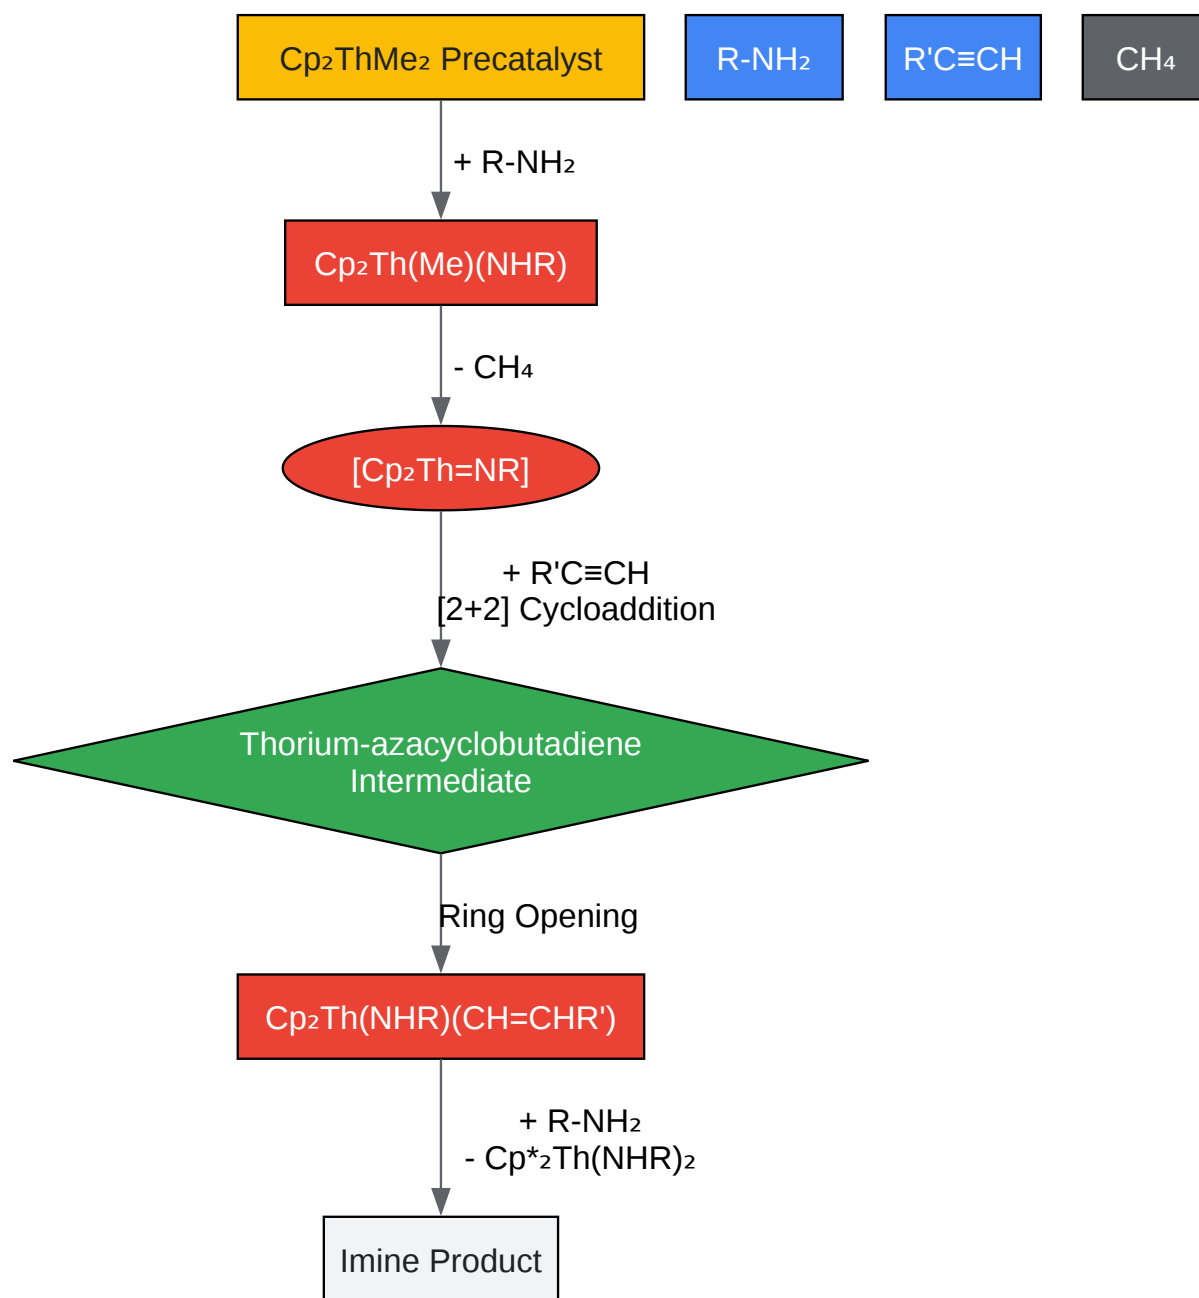 Cp₂ThMe₂ Precatalyst
R-NH₂
R'C≡CH
CH₄
+ R-NH₂
Cp₂Th(Me)(NHR)
- CH₄
[Cp₂Th=NR]
+ R'C≡CH
[2+2] Cycloaddition
Thorium-azacyclobutadiene
Intermediate
Ring Opening
Cp₂Th(NHR)(CH=CHR')
+ R-NH₂
- Cp*₂Th(NHR)₂
Imine Product